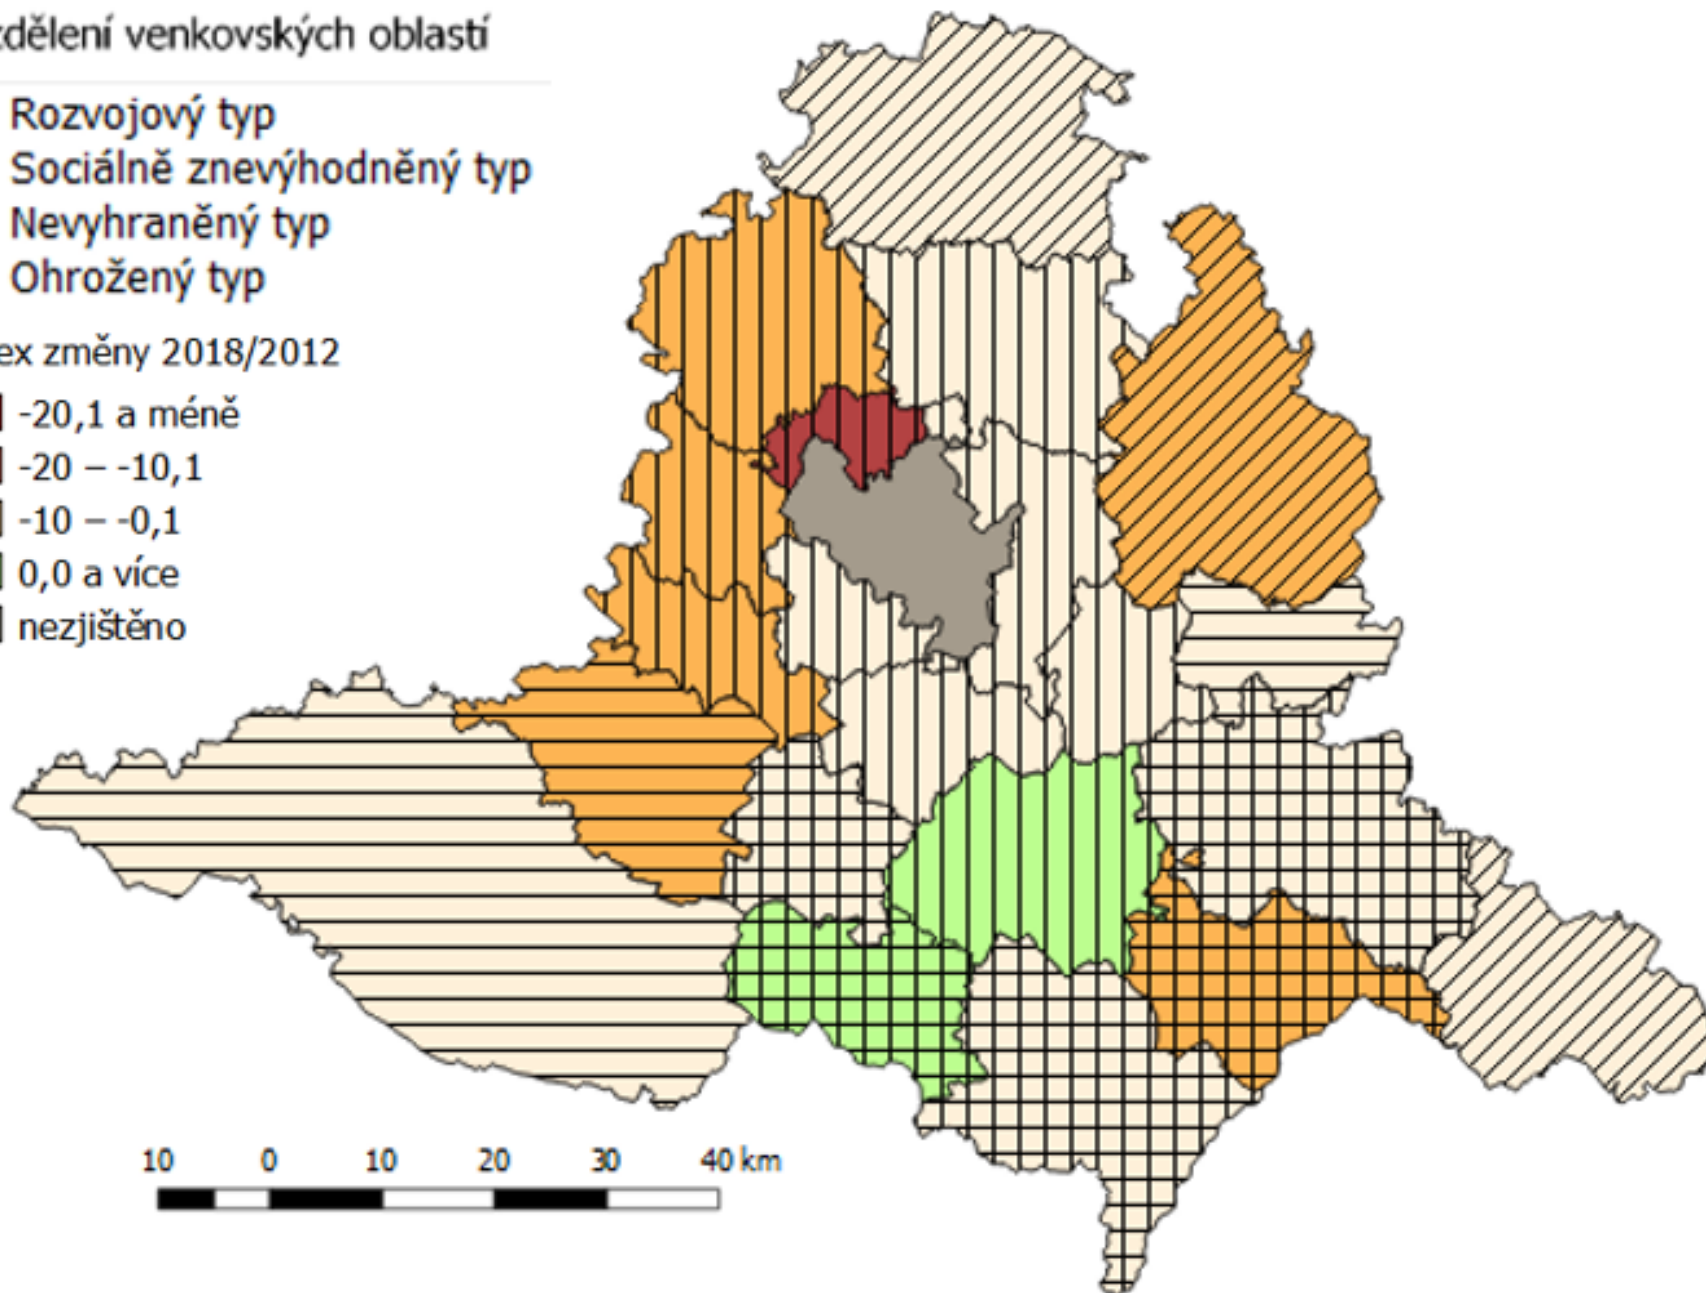 zdělení venkovských oblastí
Rozvojový typ
Sociálně znevýhodněný typ
Nevyhraněný typ
Ohrožený typ
ex změny 2018/2012
-20,1 a méně
-20 – -10,1
-10 – -0,1
0,0 a více
nezjištěno
10 0 10 20 30 40 km